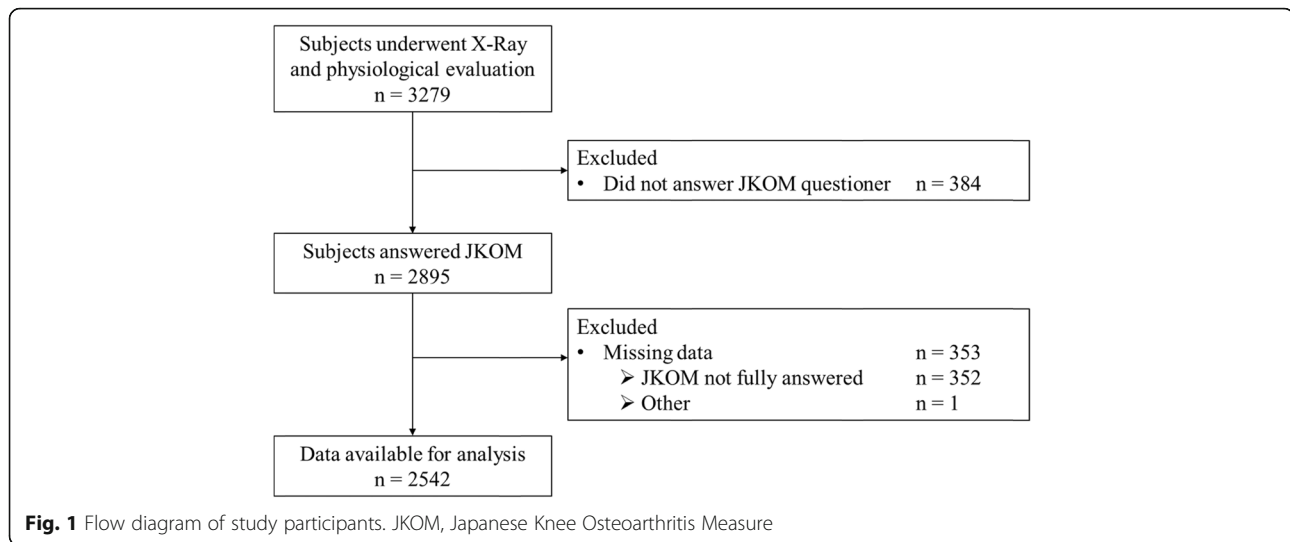 Subjects underwent X-Ray
and physiological evaluation
n = 3279
Excluded
• Did not answer JKOM questioner n = 384
Subjects answered JKOM
n = 2895
Excluded
• Missing data n = 353
➢ JKOM not fully answered n = 352
➢ Other n = 1
Data available for analysis
n = 2542
Fig. 1 Flow diagram of study participants. JKOM, Japanese Knee Osteoarthritis Measure